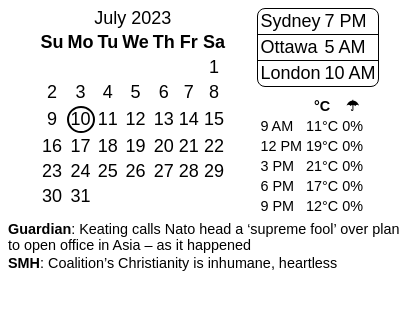 July 2023
Su Mo Tu We Th Fr Sa
1
2 3 4 5 6 7 8
9 10 11 12 13 14 15
16 17 18 19 20 21 22
23 24 25 26 27 28 29
30 31
Sydney 7 PM
Ottawa 5 AM
London 10 AM
°C ☂
9 AM 11°C 0%
12 PM 19°C 0%
3 PM 21°C 0%
6 PM 17°C 0%
9 PM 12°C 0%
Guardian: Keating calls Nato head a ‘supreme fool’ over plan
to open office in Asia – as it happened
SMH: Coalition’s Christianity is inhumane, heartless